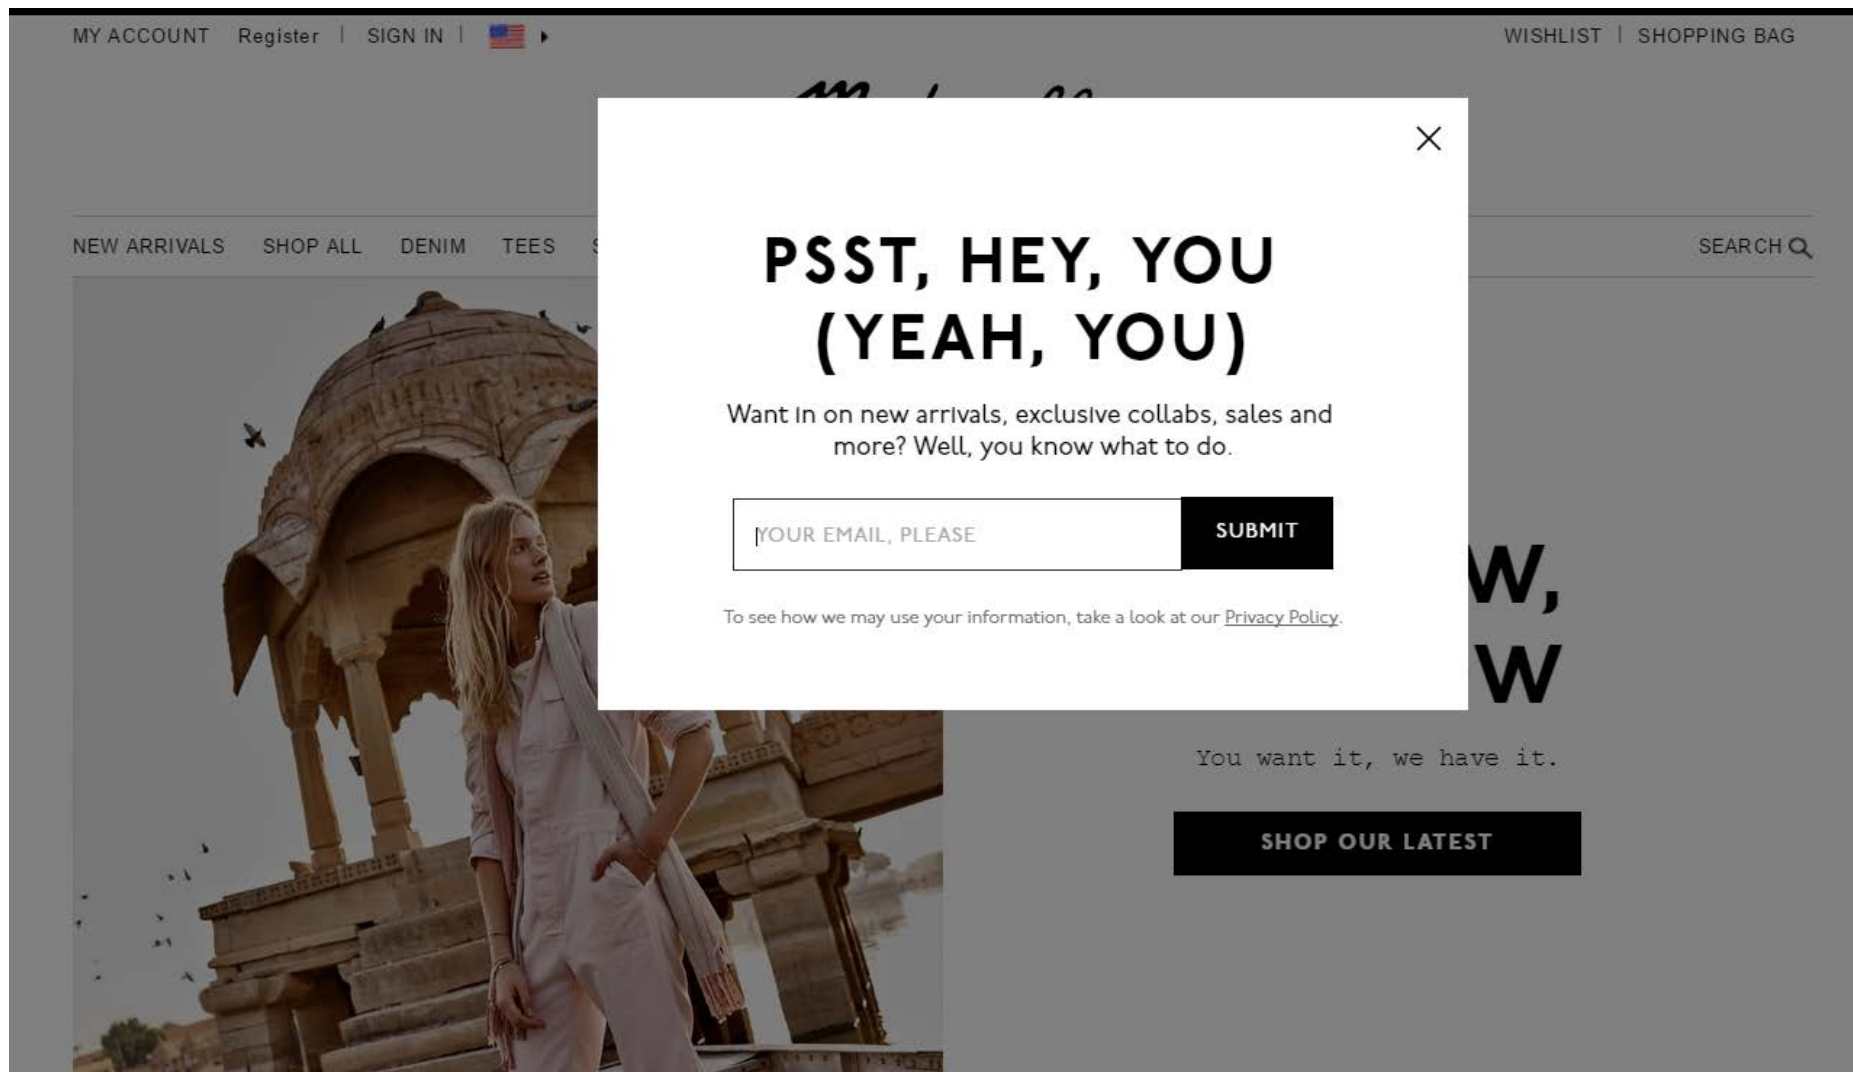 MY ACCOUNT Register | SIGN IN |
WISHLIST | SHOPPING BAG
NEW ARRIVALS SHOP ALL DENIM TEES
SEARCH
PSST, HEY, YOU
(YEAH, YOU)
Want in on new arrivals, exclusive collabs, sales and
more? Well, you know what to do.
YOUR EMAIL, PLEASE
SUBMIT
To see how we may use your information, take a look at our Privacy Policy.
W,
W
You want it, we have it.
SHOP OUR LATEST